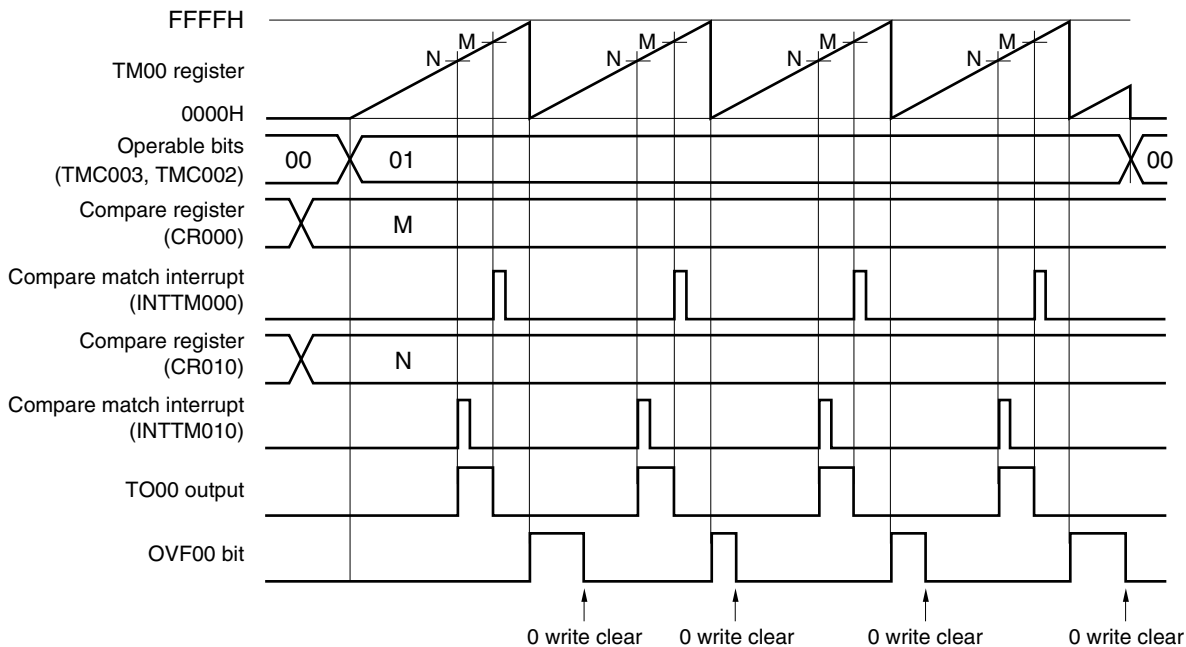 FFFFH
M M M M
N N N N
TM00 register
0000H
Operable bits
(TMC003, TMC002)
00 01 00
Compare register
(CR000)
M
Compare match interrupt
(INTTM000)
Compare register
(CR010)
N
Compare match interrupt
(INTTM010)
TO00 output
OVF00 bit
0 write clear 0 write clear 0 write clear 0 write clear